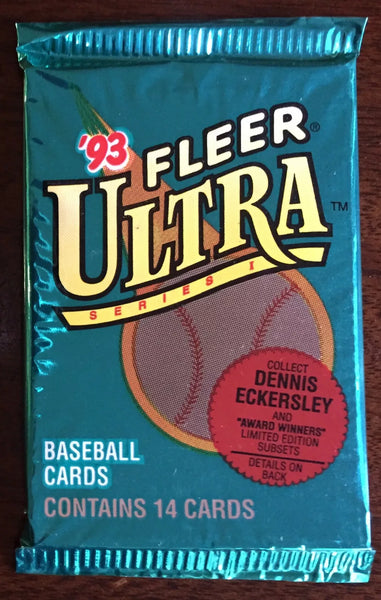 '93 FLEER®
ULTRA™
SERIES I
COLLECT
DENNIS
ECKERSLEY
AND
"AWARD WINNERS"
LIMITED EDITION
SUBSETS
DETAILS ON
BACK
BASEBALL
CARDS
CONTAINS 14 CARDS